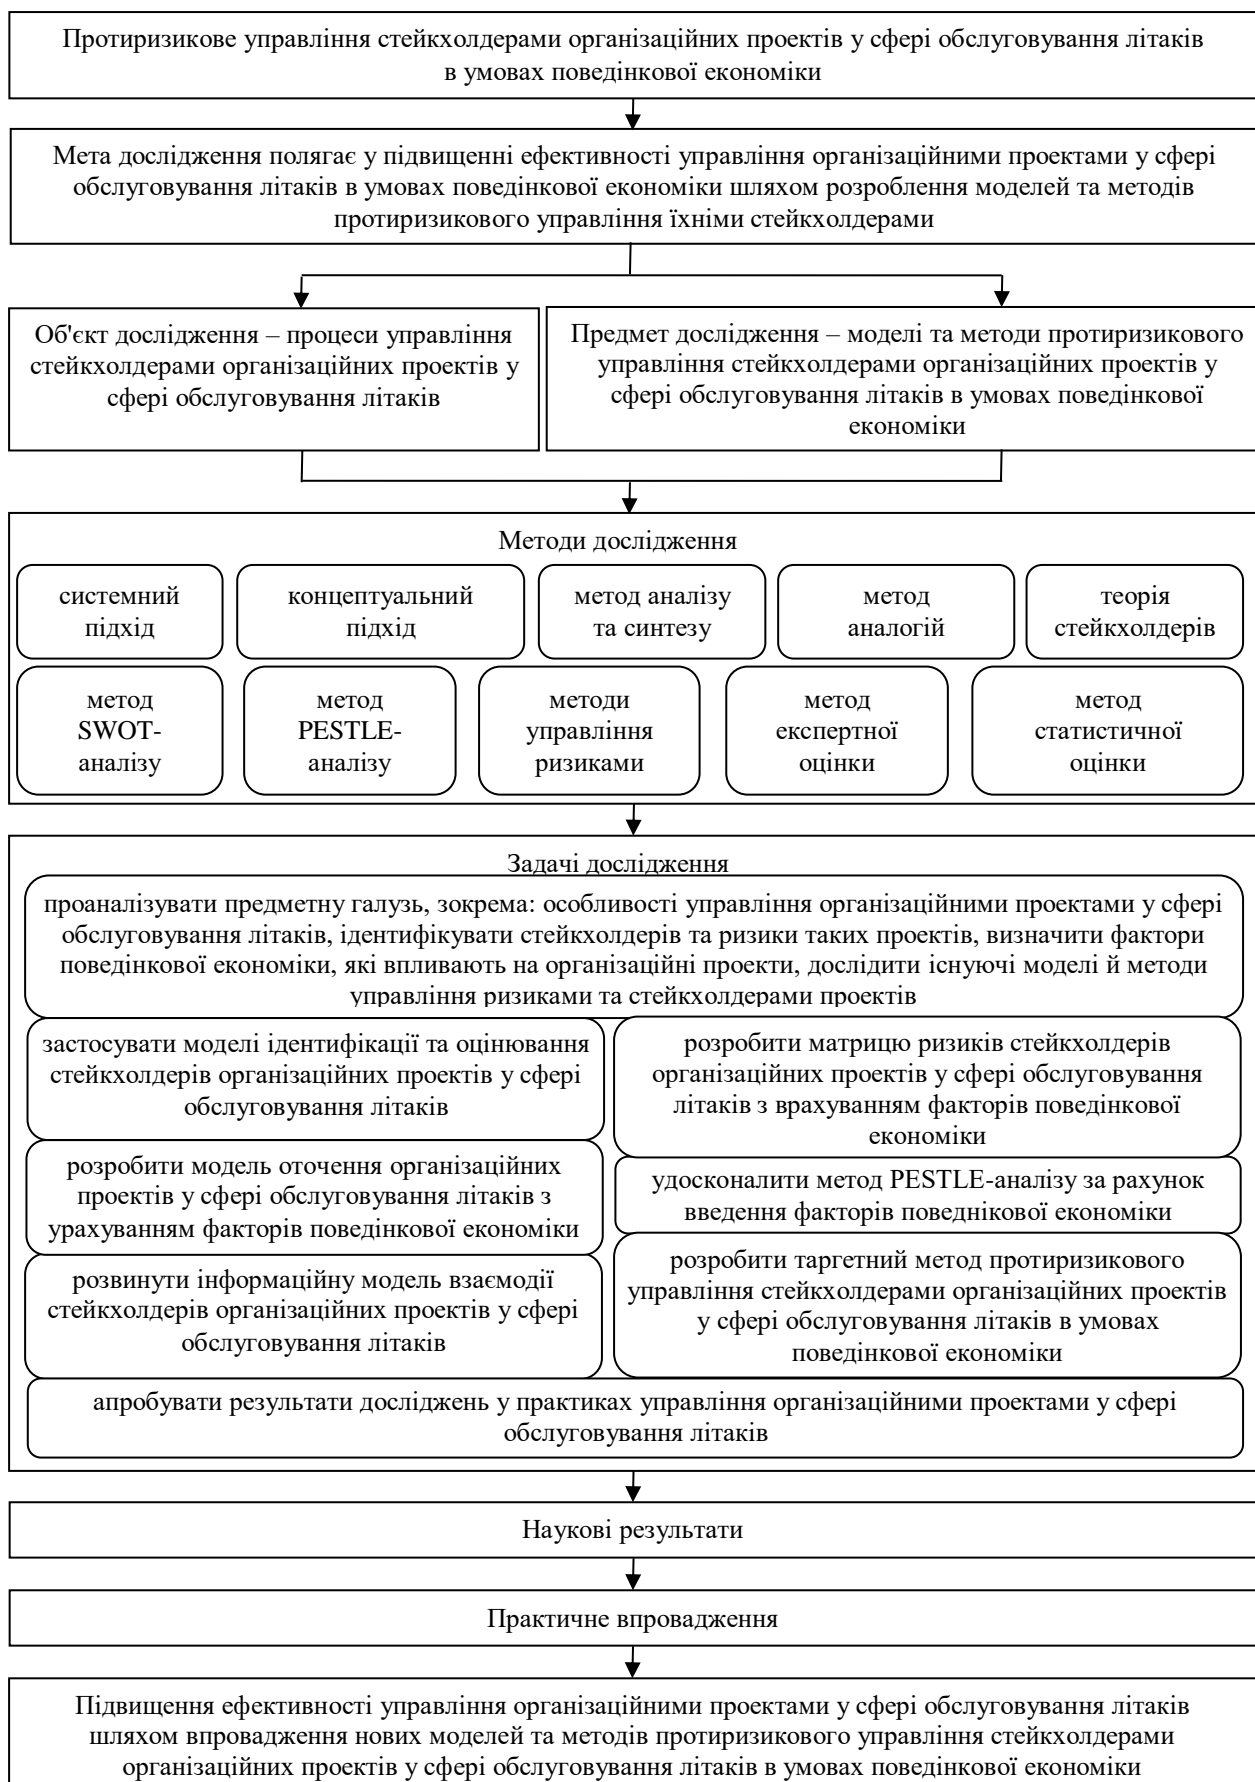 Протиризикове управління стейкхолдерами організаційних проектів у сфері обслуговування літаків
в умовах поведінкової економіки
Мета дослідження полягає у підвищенні ефективності управління організаційними проектами у сфері
обслуговування літаків в умовах поведінкової економіки шляхом розроблення моделей та методів
протиризикового управління їхніми стейкхолдерами
Об'єкт дослідження – процеси управління
стейкхолдерами організаційних проектів у
сфері обслуговування літаків
Предмет дослідження – моделі та методи протиризикового
управління стейкхолдерами організаційних проектів у
сфері обслуговування літаків в умовах поведінкової
економіки
Методи дослідження
системний
підхід
концептуальний
підхід
метод аналізу
та синтезу
метод
аналогій
теорія
стейкхолдерів
метод
SWOT-
аналізу
метод
PESTLE-
аналізу
методи
управління
ризиками
метод
експертної
оцінки
метод
статистичної
оцінки
Задачі дослідження
проаналізувати предметну галузь, зокрема: особливості управління організаційними проектами у сфері
обслуговування літаків, ідентифікувати стейкхолдерів та ризики таких проектів, визначити фактори
поведінкової економіки, які впливають на організаційні проекти, дослідити існуючі моделі й методи
управління ризиками та стейкхолдерами проектів
застосувати моделі ідентифікації та оцінювання
стейкхолдерів організаційних проектів у сфері
обслуговування літаків
розробити матрицю ризиків стейкхолдерів
організаційних проектів у сфері обслуговування
літаків з врахуванням факторів поведінкової
економіки
розробити модель оточення організаційних
проектів у сфері обслуговування літаків з
урахуванням факторів поведінкової економіки
удосконалити метод PESTLE-аналізу за рахунок
введення факторів поведнікової економіки
розвинути інформаційну модель взаємодії
стейкхолдерів організаційних проектів у сфері
обслуговування літаків
розробити таргетний метод протиризикового
управління стейкхолдерами організаційних проектів
у сфері обслуговування літаків в умовах
поведінкової економіки
апробувати результати досліджень у практиках управління організаційними проектами у сфері
обслуговування літаків
Наукові результати
Практичне впровадження
Підвищення ефективності управління організаційними проектами у сфері обслуговування літаків
шляхом впровадження нових моделей та методів протиризикового управління стейкхолдерами
організаційних проектів у сфері обслуговування літаків в умовах поведінкової економіки